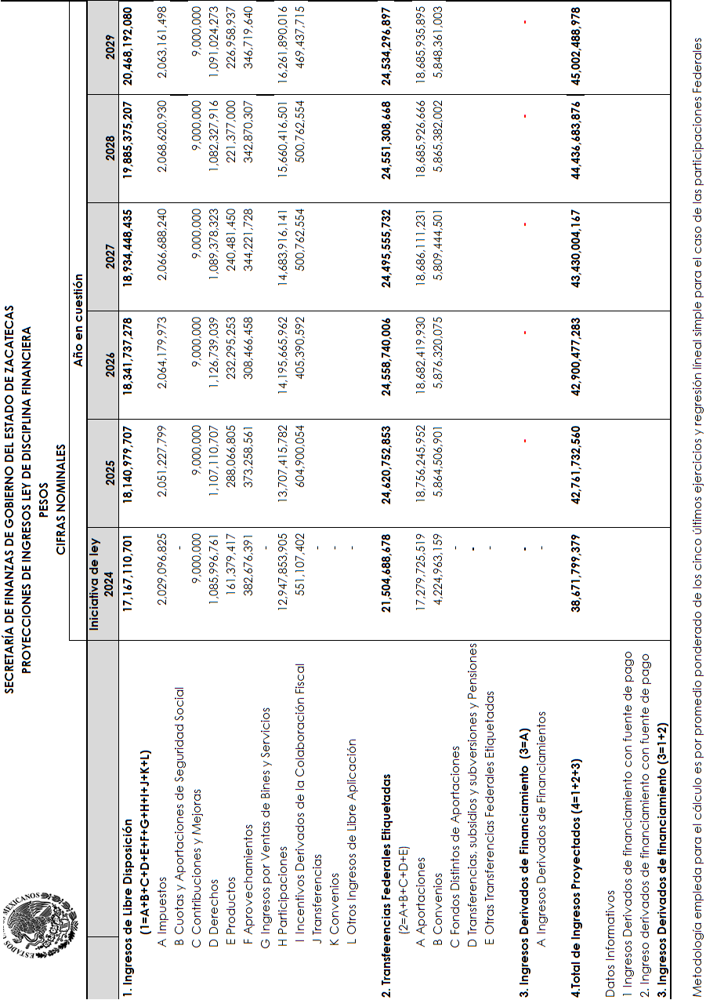 ESTADOS UNIDOS MEXICANOS
SECRETARÍA DE FINANZAS DE GOBIERNO DEL ESTADO DE ZACATECAS
PROYECCIONES DE INGRESOS LEY DE DISCIPLINA FINANCIERA
PESOS
CIFRAS NOMINALES
Año en cuestión
Iniciativa de ley
2024 2025 2026 2027 2028 2029
1. Ingresos de Libre Disposición 17,167,110,701 18,140,979,707 18,341,737,278 18,934,448,435 19,885,375,207 20,468,192,080
(1=A+B+C+D+E+F+G+H+I+J+K+L)
A Impuestos 2,029,096,825 2,051,227,799 2,064,179,973 2,066,688,240 2,068,620,930 2,063,161,498
B Cuotas y Aportaciones de Seguridad Social -
C Contribuciones y Mejoras 9,000,000 9,000,000 9,000,000 9,000,000 9,000,000 9,000,000
D Derechos 1,085,996,761 1,107,110,707 1,126,739,039 1,089,378,323 1,082,327,916 1,091,024,273
E Productos 161,379,417 288,066,805 232,295,253 240,481,450 221,377,000 226,958,937
F Aprovechamientos 382,676,391 373,258,561 308,466,458 344,221,728 342,870,307 346,719,640
G Ingresos por Ventas de Bines y Servicios -
H Participaciones 12,947,853,905 13,707,415,782 14,195,665,962 14,683,916,141 15,660,416,501 16,261,890,016
I Incentivos Derivados de la Colaboración Fiscal 551,107,402 604,900,054 405,390,592 500,762,554 500,762,554 469,437,715
J Transferencias -
K Convenios -
L Otros Ingresos de Libre Aplicación -
2. Transferencias Federales Etiquetadas 21,504,688,678 24,620,752,853 24,558,740,006 24,495,555,732 24,551,308,668 24,534,296,897
(2=A+B+C+D+E)
A Aportaciones 17,279,725,519 18,756,245,952 18,682,419,930 18,686,111,231 18,685,926,666 18,685,935,895
B Convenios 4,224,963,159 5,864,506,901 5,876,320,075 5,809,444,501 5,865,382,002 5,848,361,003
C Fondos Distintos de Aportaciones -
D Transferencias, subsidios y subversiones y Pensiones -
E Otras Transferencias Federales Etiquetadas -
3. Ingresos Derivados de Financiamiento (3=A) - - - - - -
A Ingresos Derivados de Financiamientos -
4.Total de Ingresos Proyectados (4=1+2+3) 38,671,799,379 42,761,732,560 42,900,477,283 43,430,004,167 44,436,683,876 45,002,488,978
Datos Informativos
1 Ingresos Derivados de financiamiento con fuente de pago
2. Ingreso derivados de financiamiento con fuente de pago
3. Ingresos Derivados de financiamiento (3=1+2)
Metodología empleda para el cálculo es por promedio ponderado de los cinco últimos ejercicios y regresión lineal simple para el caso de las participaciones Federales